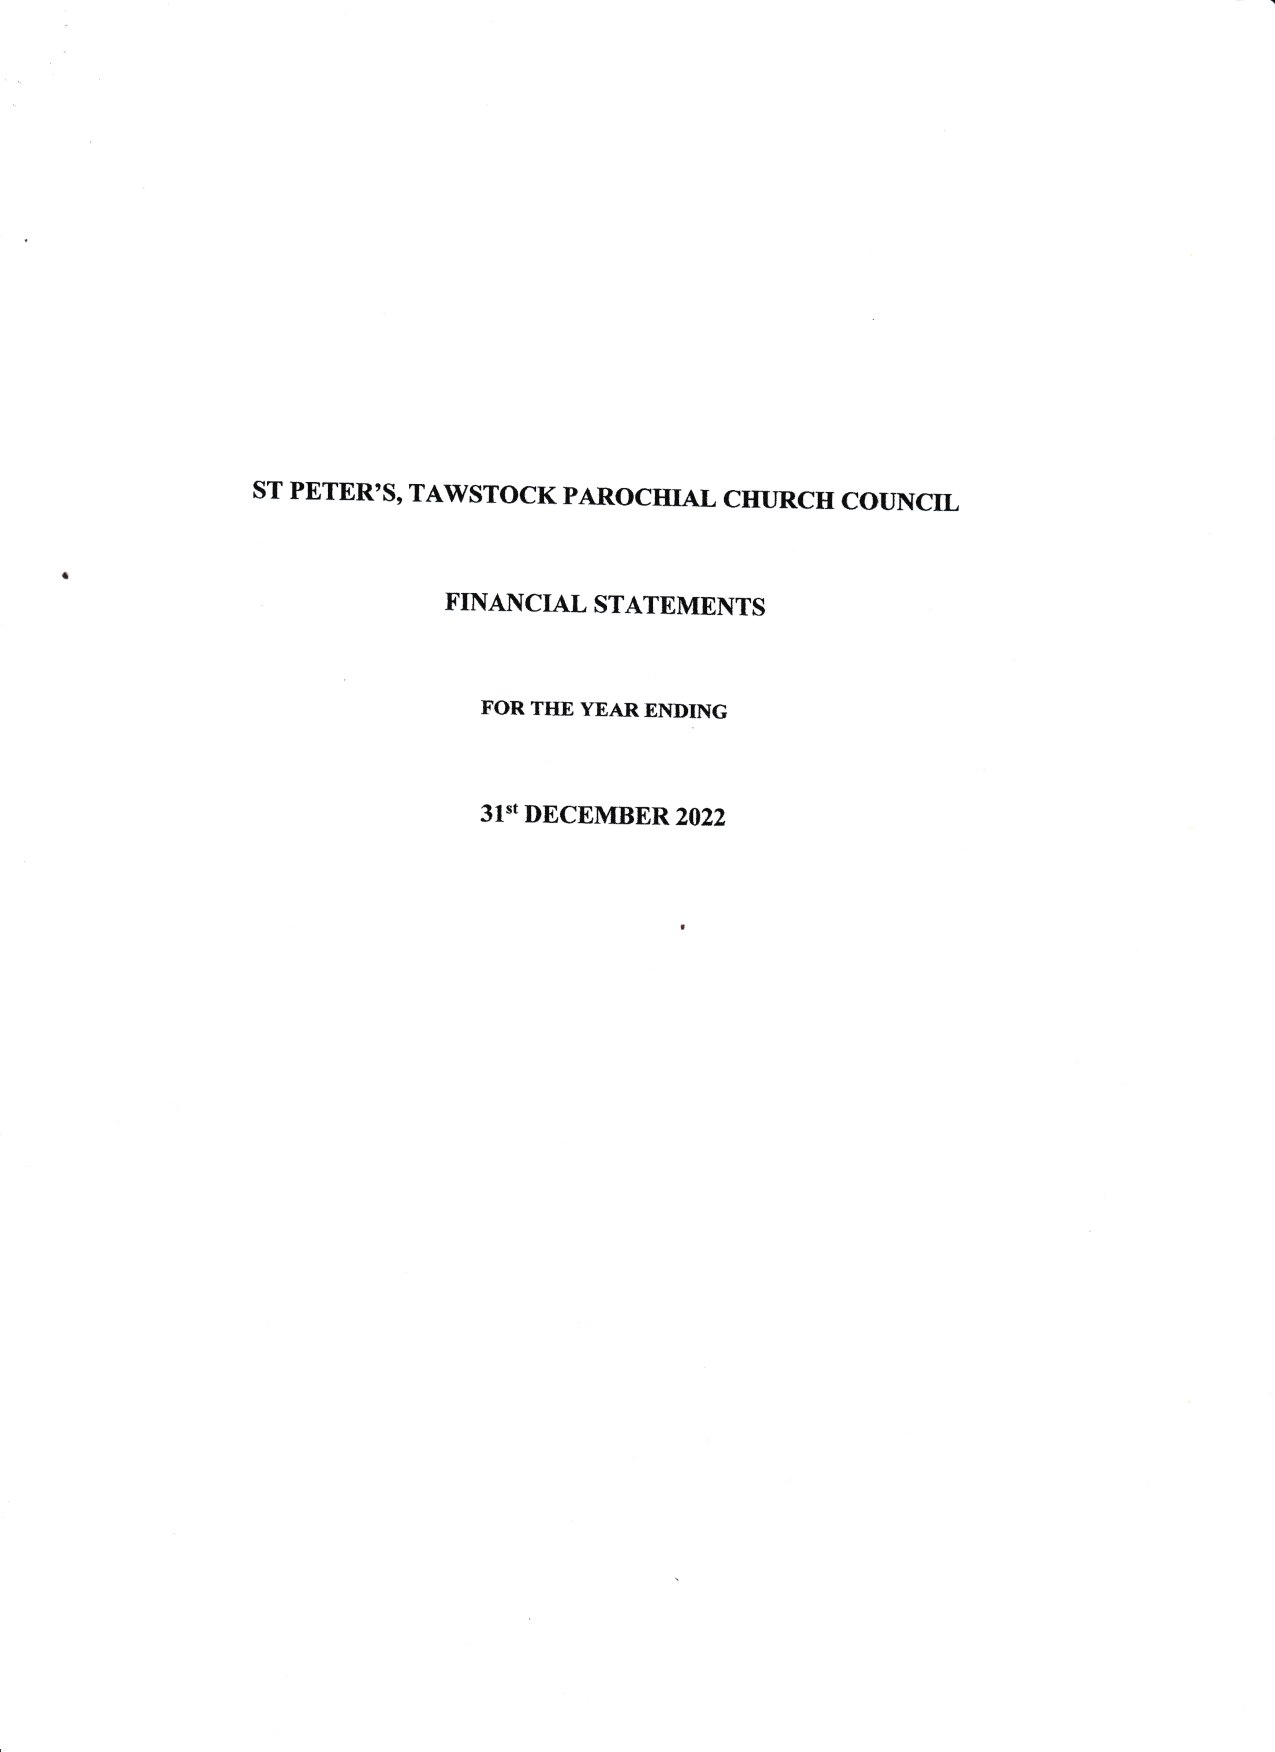 ST PETER'S, TAWSTOCK PAROCHIAL CHURCH COUNCIL
FINANCIAL STATEMENTS
FOR THE YEAR ENDING
31st DECEMBER 2022